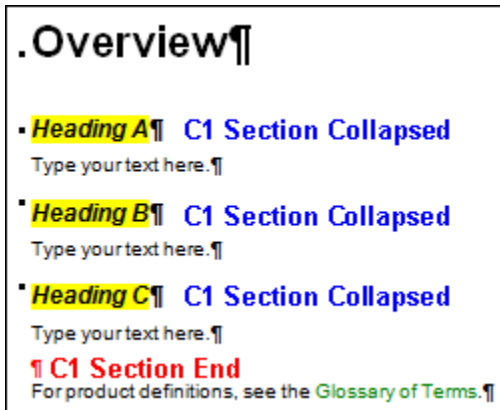 .Overview¶
Heading A¶ C1 Section Collapsed
Type your text here.¶
Heading B¶ C1 Section Collapsed
Type your text here.¶
Heading C¶ C1 Section Collapsed
Type your text here.¶
¶ C1 Section End
For product definitions, see the Glossary of Terms.¶